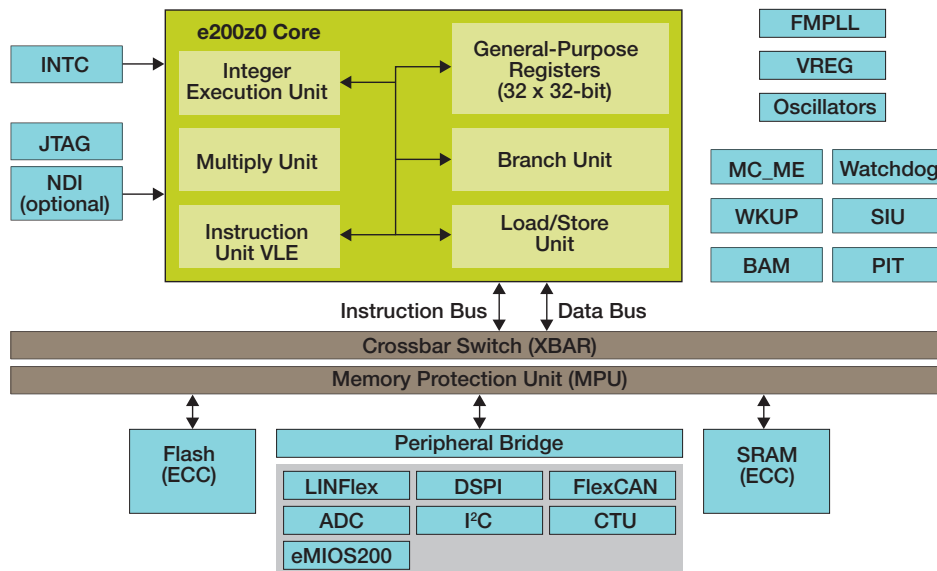 e200z0 Core
INTC
JTAG
NDI
(optional)
Integer
Execution Unit
General-Purpose
Registers
(32 x 32-bit)
Multiply Unit
Branch Unit
Instruction
Unit VLE
Load/Store
Unit
FMPLL
VREG
Oscillators
MC_ME
Watchdog
WKUP
SIU
BAM
PIT
Instruction Bus
Data Bus
Crossbar Switch (XBAR)
Memory Protection Unit (MPU)
Flash
(ECC)
Peripheral Bridge
SRAM
(ECC)
LINFlex
DSPI
FlexCAN
ADC
I²C
CTU
eMIOS200